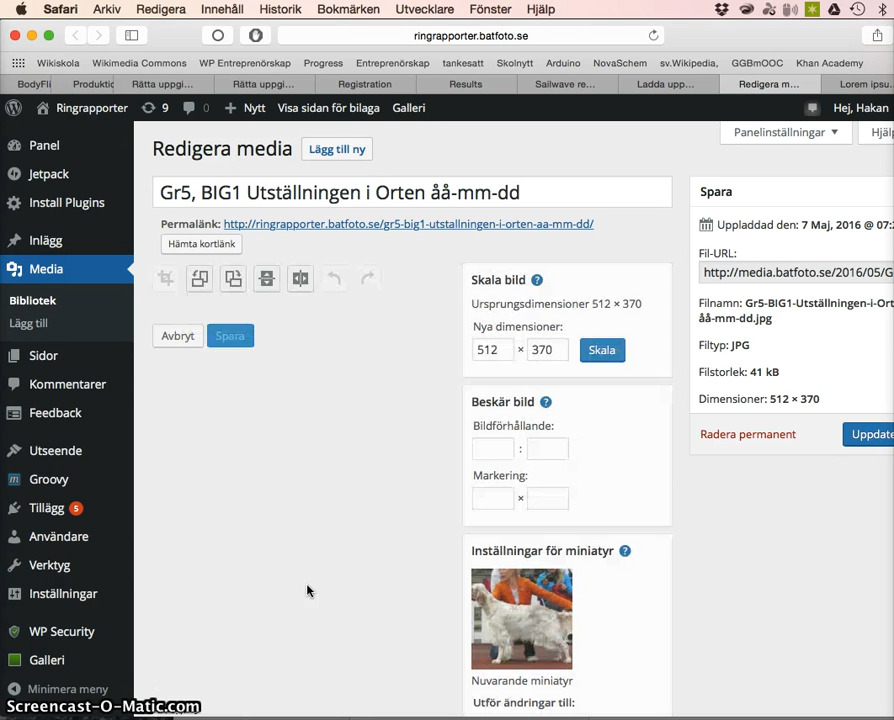 Safari Arkiv Redigera Innehåll Historik Bokmärken Utvecklare Fönster Hjälp
ringrapporter.batfoto.se
Wikiskola Wikimedia Commons WP Entreprenörskap Progress Entreprenörskap tankesatt Skolnytt Arduino NovaSchem sv.Wikipedia, GGBmOOC Khan Academy
BodyFli Produktio Rätta uppgi... Rätta uppgi... Registration Results Sailwave re... Ladda upp... Redigera m... Lorem ipsu
Ringrapporter 9 0 Nytt Visa sidan för bilaga Galleri Hej, Hakan
Panelinställningar Hjälp
Redigera media Lägg till ny
Gr5, BIG1 Utställningen i Orten åå-mm-dd
Permalänk: http://ringrapporter.batfoto.se/gr5-big1-utstallningen-i-orten-aa-mm-dd/
Hämta kortlänk
Avbryt Spara
Skala bild
Ursprungsdimensioner 512 × 370
Nya dimensioner:
512 × 370 Skala
Beskär bild
Bildförhållande:
:
Markering:
×
Inställningar för miniatyr
Nuvarande miniatyr
Utför ändringar till:
Spara
Uppladdad den: 7 Maj, 2016 @ 07:
Fil-URL:
http://media.batfoto.se/2016/05/G
Filnamn: Gr5-BIG1-Utställningen-i-Ort
åå-mm-dd.jpg
Filtyp: JPG
Filstorlek: 41 kB
Dimensioner: 512 × 370
Radera permanent Uppdate
Panel
Jetpack
Install Plugins
Inlägg
Media
Bibliotek
Lägg till
Sidor
Kommentarer
Feedback
Utseende
Groovy
Tillägg 5
Användare
Verktyg
Inställningar
WP Security
Galleri
Minimera meny
Screencast-O-Matic.com